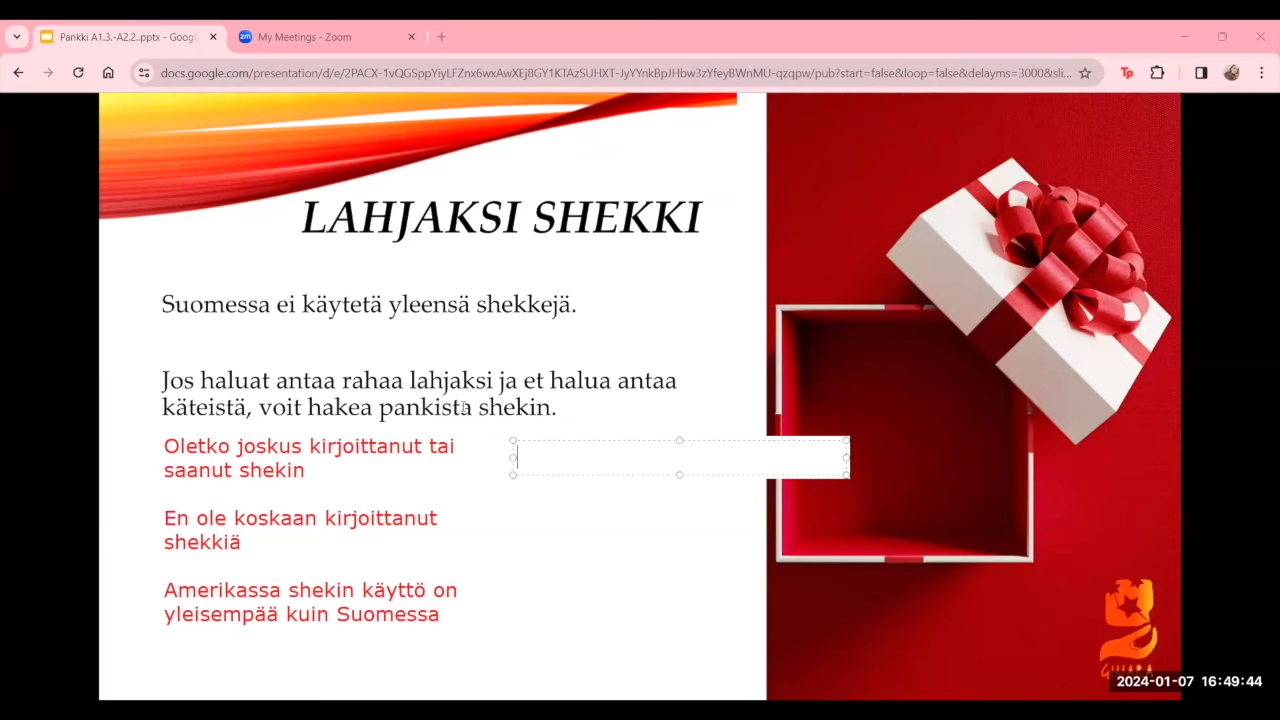 Pankki A1.3.-A2.2..pptx - Goog
My Meetings - Zoom
docs.google.com/presentation/d/e/2PACX-1vQGSppYiyLFZnx6wxAwXEj8GY1KTAzSUHXT-JyYYnkBpJHbw3zYfeyBWnMU-qzqpw/pub?start=false&loop=false&delayms=3000&sli...
LAHJAKSI SHEKKI
Suomessa ei käytetä yleensä shekkejä.
Jos haluat antaa rahaa lahjaksi ja et halua antaa
käteistä, voit hakea pankista shekin.
Oletko joskus kirjoittanut tai
saanut shekin
En ole koskaan kirjoittanut
shekkiä
Amerikassa shekin käyttö on
yleisempää kuin Suomessa
2024-01-07 16:49:44